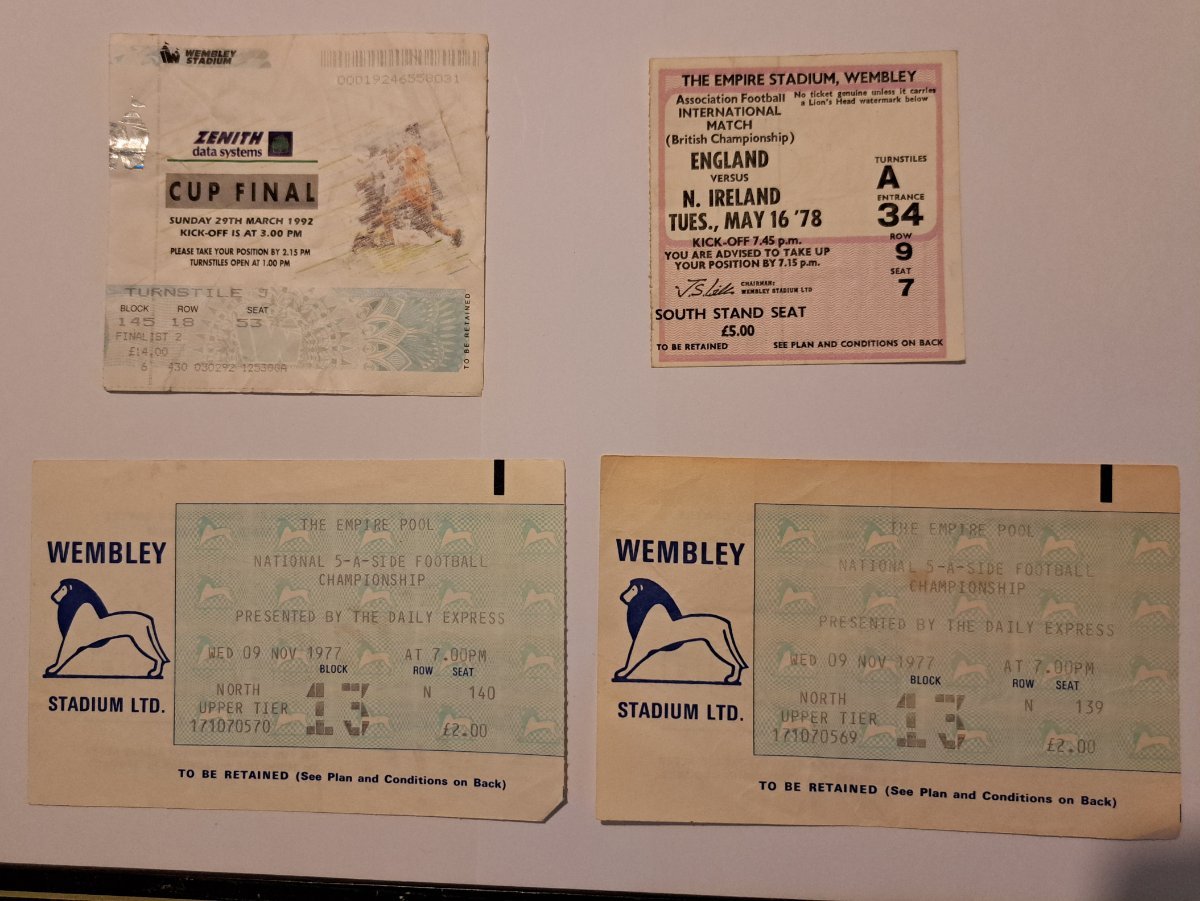 WEMBLEY
STADIUM
00019246558031
ZENITH
data systems
CUP FINAL
SUNDAY 29TH MARCH 1992
KICK-OFF IS AT 3.00 PM
PLEASE TAKE YOUR POSITION BY 2.15 PM
TURNSTILES OPEN AT 1.00 PM
TURNSTILE J
BLOCK ROW SEAT
145 18 53
FINALIST 2
£14.00
6 430 030292 125300A
TO BE RETAINED
THE EMPIRE STADIUM, WEMBLEY
Association Football
No ticket genuine unless it carries
a Lion's Head watermark below
INTERNATIONAL
MATCH
(British Championship)
ENGLAND
VERSUS
N. IRELAND
TUES., MAY 16 '78
KICK-OFF 7.45 p.m.
YOU ARE ADVISED TO TAKE UP
YOUR POSITION BY 7.15 p.m.
TURNSTILES
A
ENTRANCE
34
ROW
9
SEAT
7
CHAIRMAN:
WEMBLEY STADIUM LTD
SOUTH STAND SEAT
£5.00
TO BE RETAINED SEE PLAN AND CONDITIONS ON BACK
WEMBLEY
STADIUM LTD.
THE EMPIRE POOL
NATIONAL 5-A-SIDE FOOTBALL
CHAMPIONSHIP
PRESENTED BY THE DAILY EXPRESS
WED 09 NOV 1977 AT 7.00PM
BLOCK ROW SEAT
NORTH
UPPER TIER
171070570
13
N 140
£2.00
TO BE RETAINED (See Plan and Conditions on Back)
WEMBLEY
STADIUM LTD.
THE EMPIRE POOL
NATIONAL 5-A-SIDE FOOTBALL
CHAMPIONSHIP
PRESENTED BY THE DAILY EXPRESS
WED 09 NOV 1977 AT 7.00PM
BLOCK ROW SEAT
NORTH
UPPER TIER
171070569
13
N 139
£2.00
TO BE RETAINED (See Plan and Conditions on Back)